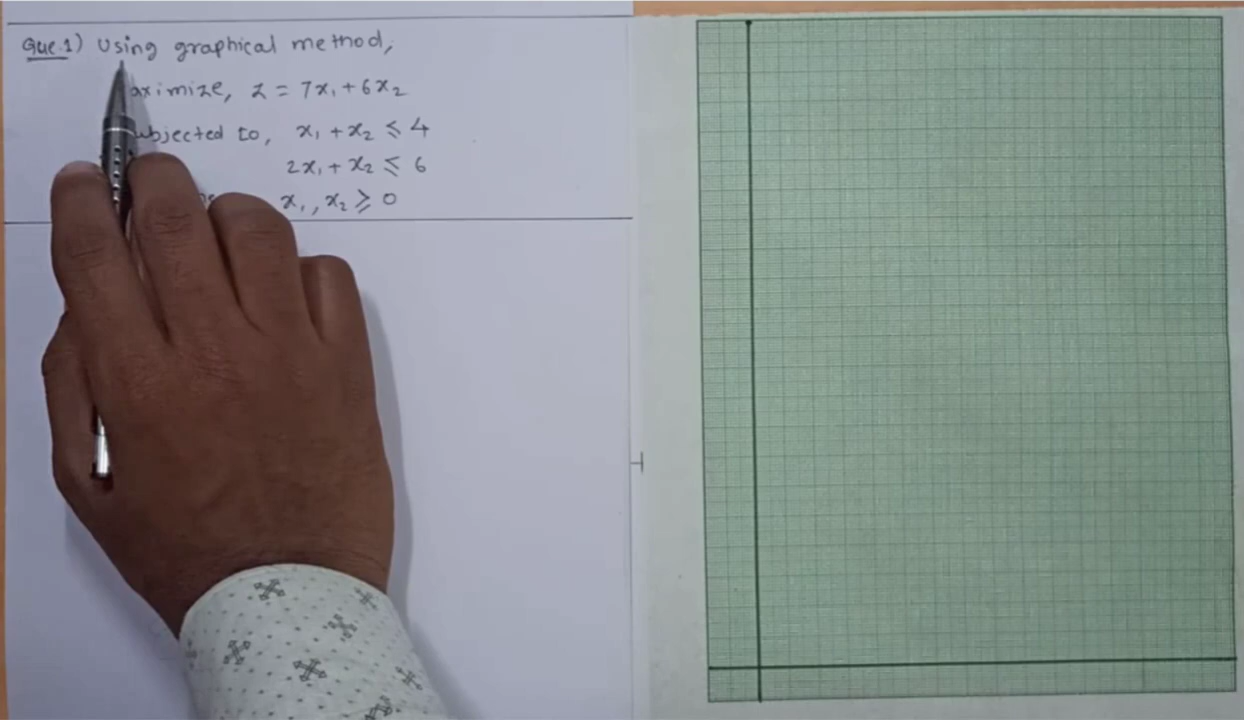 Que.1) Using graphical method,
aximize, z = 7x₁ + 6x₂
ubjected to, x₁ + x₂ ≤ 4
2x₁ + x₂ ≤ 6
x₁, x₂ ≥ 0